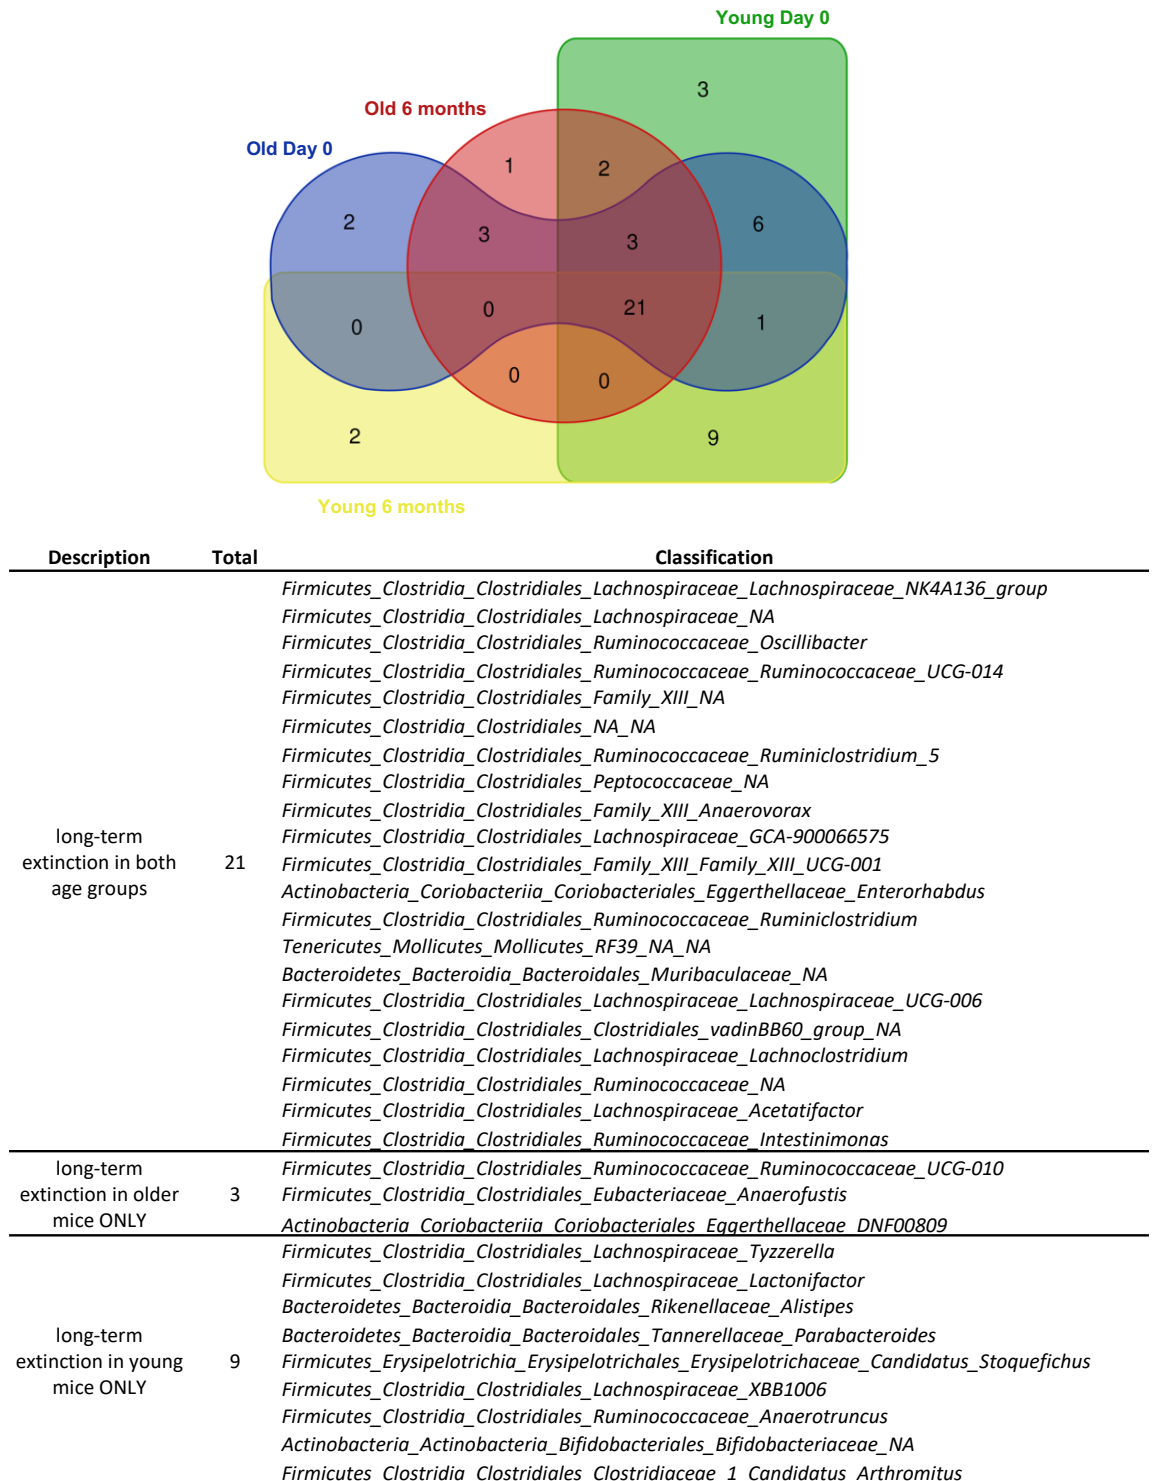 Young Day 0
3
Old 6 months
Old Day 0
1
2
2
3
3
6
0
0
21
1
0
0
2
9
Young 6 months
Description Total Classification
Firmicutes_Clostridia_Clostridiales_Lachnospiraceae_Lachnospiraceae_NK4A136_group
Firmicutes_Clostridia_Clostridiales_Lachnospiraceae_NA
Firmicutes_Clostridia_Clostridiales_Ruminococcaceae_Oscillibacter
Firmicutes_Clostridia_Clostridiales_Ruminococcaceae_Ruminococcaceae_UCG-014
Firmicutes_Clostridia_Clostridiales_Family_XIII_NA
Firmicutes_Clostridia_Clostridiales_NA_NA
Firmicutes_Clostridia_Clostridiales_Ruminococcaceae_Ruminiclostridium_5
Firmicutes_Clostridia_Clostridiales_Peptococcaceae_NA
Firmicutes_Clostridia_Clostridiales_Family_XIII_Anaerovorax
long-term Firmicutes_Clostridia_Clostridiales_Lachnospiraceae_GCA-900066575
extinction in both 21 Firmicutes_Clostridia_Clostridiales_Family_XIII_Family_XIII_UCG-001
age groups Actinobacteria_Coriobacteriia_Coriobacteriales_Eggerthellaceae_Enterorhabdus
Firmicutes_Clostridia_Clostridiales_Ruminococcaceae_Ruminiclostridium
Tenericutes_Mollicutes_Mollicutes_RF39_NA_NA
Bacteroidetes_Bacteroidia_Bacteroidales_Muribaculaceae_NA
Firmicutes_Clostridia_Clostridiales_Lachnospiraceae_Lachnospiraceae_UCG-006
Firmicutes_Clostridia_Clostridiales_Clostridiales_vadinBB60_group_NA
Firmicutes_Clostridia_Clostridiales_Lachnospiraceae_Lachnoclostridium
Firmicutes_Clostridia_Clostridiales_Ruminococcaceae_NA
Firmicutes_Clostridia_Clostridiales_Lachnospiraceae_Acetatifactor
Firmicutes_Clostridia_Clostridiales_Ruminococcaceae_Intestinimonas
long-term Firmicutes_Clostridia_Clostridiales_Ruminococcaceae_Ruminococcaceae_UCG-010
extinction in older 3 Firmicutes_Clostridia_Clostridiales_Eubacteriaceae_Anaerofustis
mice ONLY Actinobacteria_Coriobacteriia_Coriobacteriales_Eggerthellaceae_DNF00809
Firmicutes_Clostridia_Clostridiales_Lachnospiraceae_Tyzzerella
Firmicutes_Clostridia_Clostridiales_Lachnospiraceae_Lactonifactor
Bacteroidetes_Bacteroidia_Bacteroidales_Rikenellaceae_Alistipes
long-term Bacteroidetes_Bacteroidia_Bacteroidales_Tannerellaceae_Parabacteroides
extinction in young 9 Firmicutes_Erysipelotrichia_Erysipelotrichales_Erysipelotrichaceae_Candidatus_Stoquefichus
mice ONLY Firmicutes_Clostridia_Clostridiales_Lachnospiraceae_XBB1006
Firmicutes_Clostridia_Clostridiales_Ruminococcaceae_Anaerotruncus
Actinobacteria_Actinobacteria_Bifidobacteriales_Bifidobacteriaceae_NA
Firmicutes_Clostridia_Clostridiales_Clostridiaceae_1_Candidatus_Arthromitus